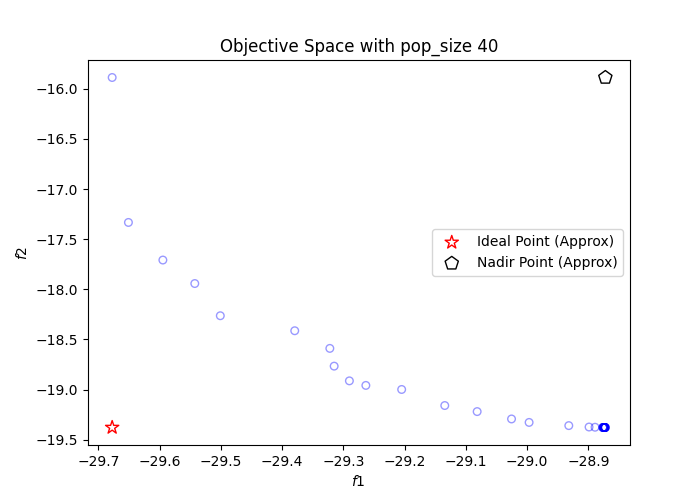 Objective Space with pop_size 40
−16.0
−16.5
−17.0
−17.5
−18.0
−18.5
−19.0
−19.5
f2
Ideal Point (Approx)
Nadir Point (Approx)
−29.7 −29.6 −29.5 −29.4 −29.3 −29.2 −29.1 −29.0 −28.9
f1